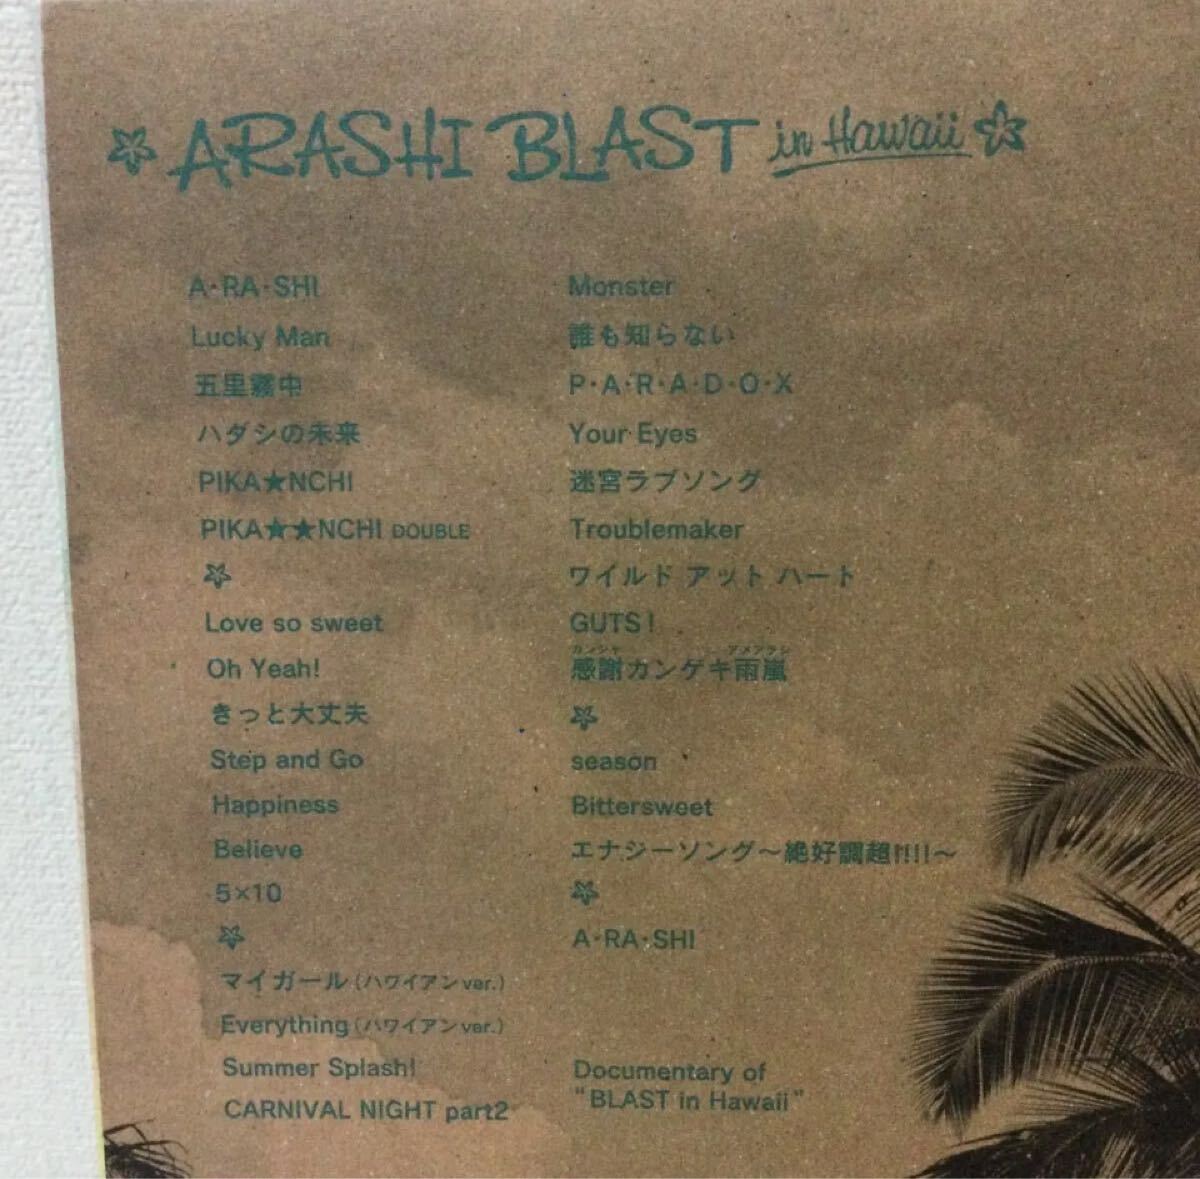 ARASHI BLAST in Hawaii
A・RA・SHI
Lucky Man
五里霧中
ハダシの未来
PIKA★NCHI
PIKA★★NCHI DOUBLE
Love so sweet
Oh Yeah!
きっと大丈夫
Step and Go
Happiness
Believe
5×10
マイガール(ハワイアンver.)
Everything(ハワイアンver.)
Summer Splash!
CARNIVAL NIGHT part2
Monster
誰も知らない
P・A・R・A・D・O・X
Your Eyes
迷宮ラブソング
Troublemaker
ワイルド アット ハート
GUTS !
カンシャ アメアラシ
感謝カンゲキ雨嵐
season
Bittersweet
エナジーソング〜絶好調超!!!!〜
A・RA・SHI
Documentary of
"BLAST in Hawaii"